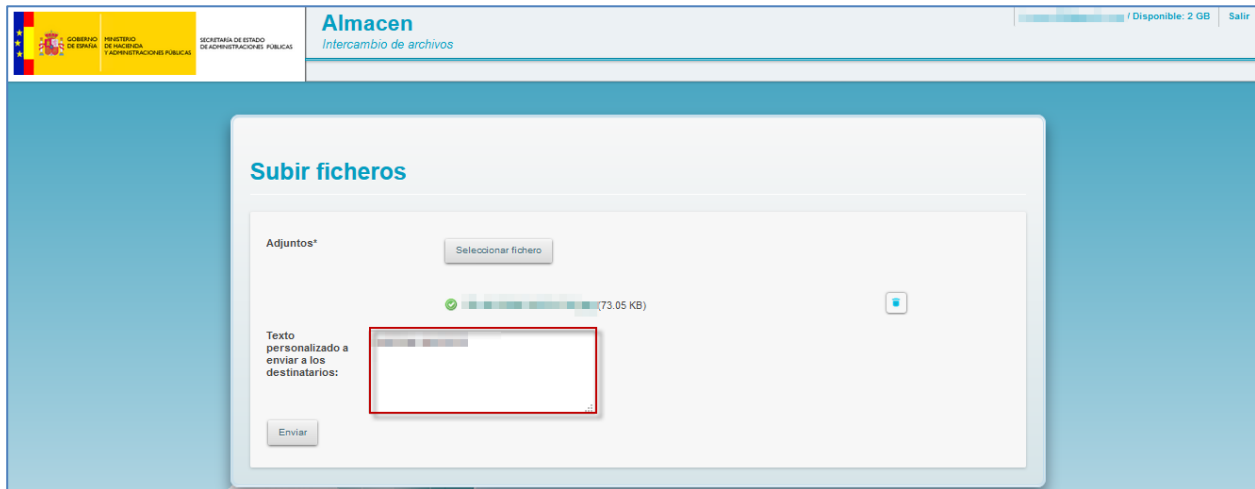 GOBIERNO
DE ESPAÑA
MINISTERIO
DE HACIENDA
Y ADMINISTRACIONES PÚBLICAS
SECRETARÍA DE ESTADO
DE ADMINISTRACIONES PÚBLICAS
Almacen
Intercambio de archivos
/ Disponible: 2 GB
Salir
Subir ficheros
Adjuntos*
Seleccionar fichero
(73.05 KB)
Texto
personalizado a
enviar a los
destinatarios:
Enviar